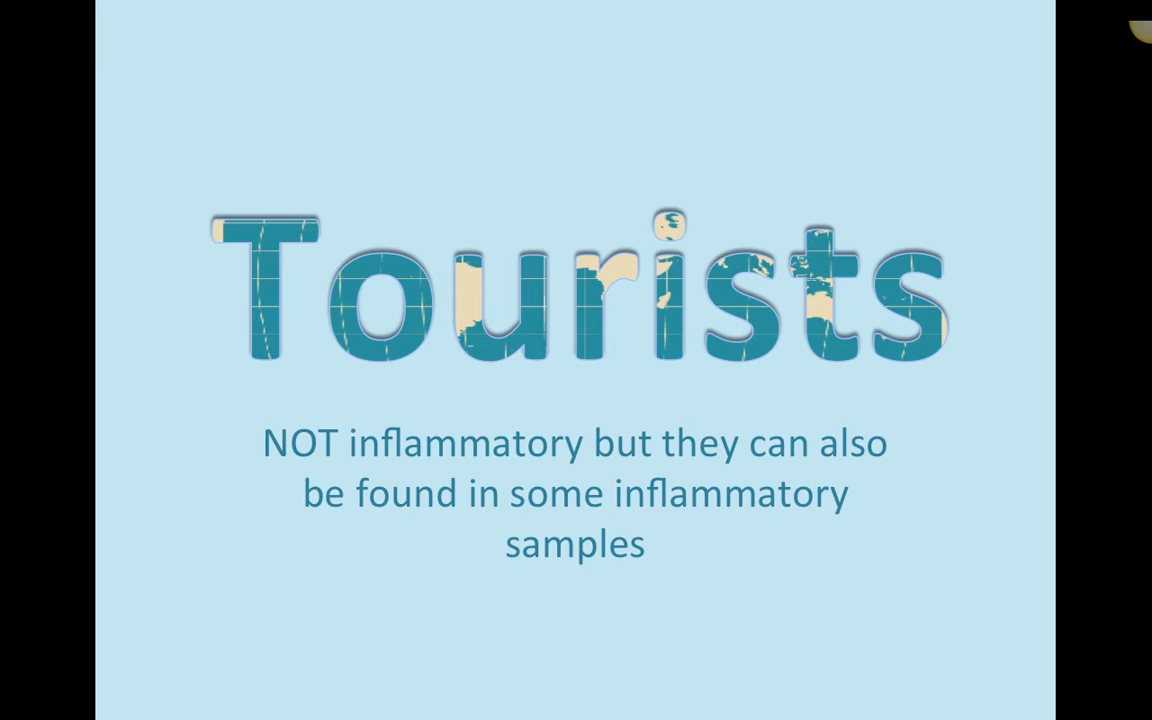 Tourists
NOT inflammatory but they can also
be found in some inflammatory
samples